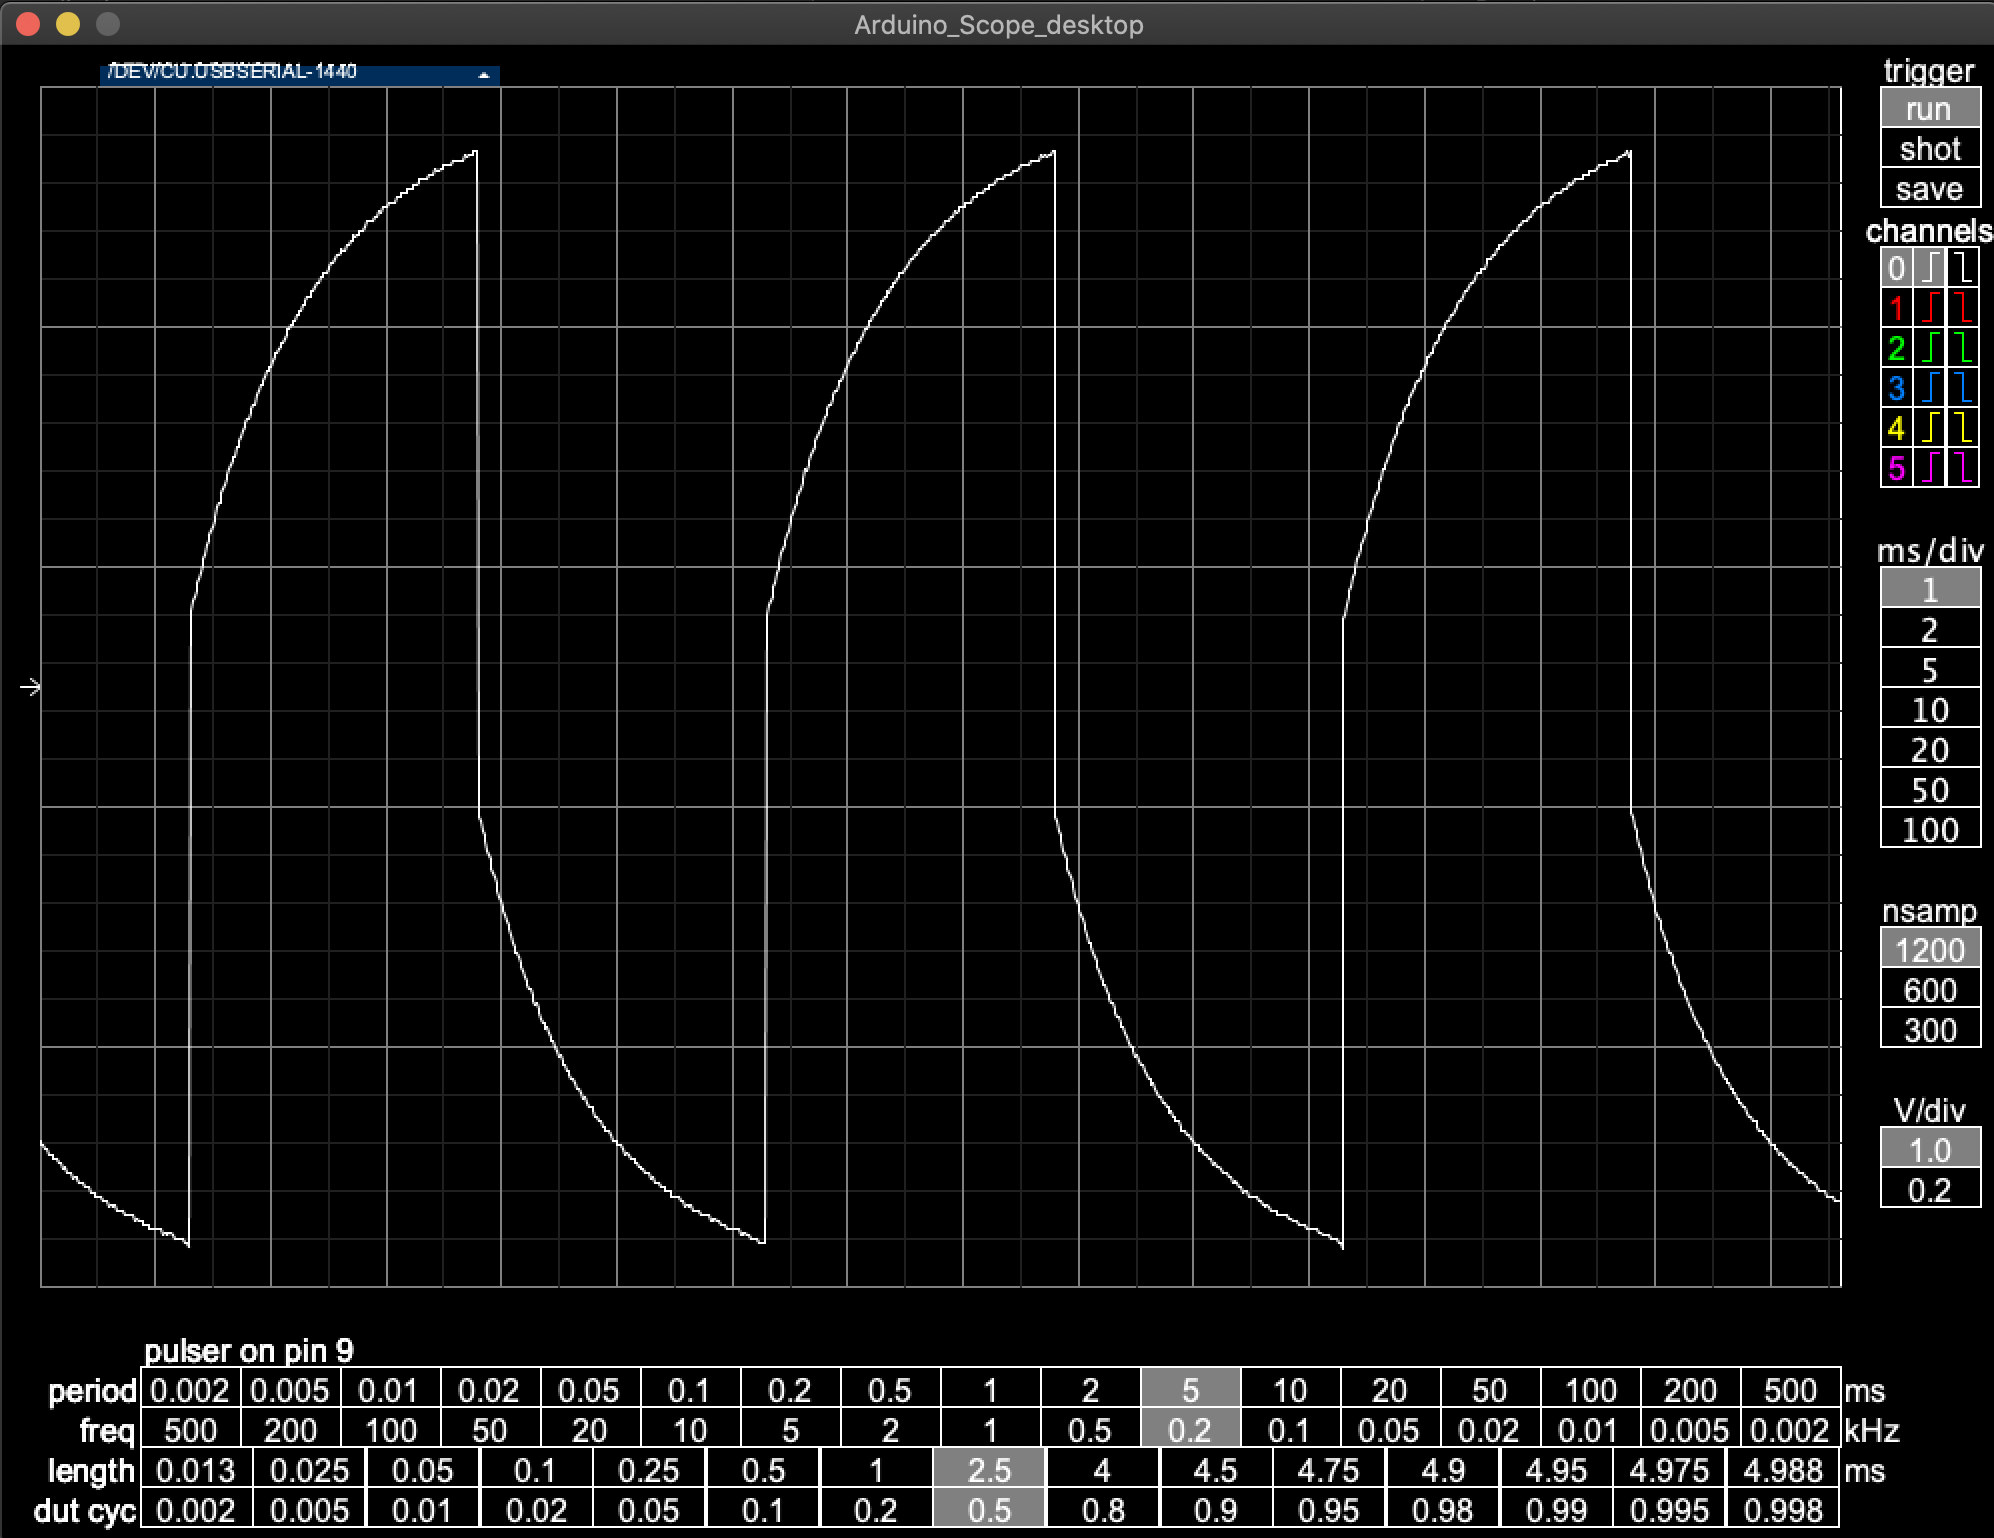 Arduino_Scope_desktop
/DEV/CU.USBSERIAL-1440
trigger
run
shot
save
channels
0
1
2
3
4
5
ms/div
1
2
5
10
20
50
100
nsamp
1200
600
300
V/div
1.0
0.2
pulser on pin 9
period 0.002 0.005 0.01 0.02 0.05 0.1 0.2 0.5 1 2 5 10 20 50 100 200 500 ms
freq 500 200 100 50 20 10 5 2 1 0.5 0.2 0.1 0.05 0.02 0.01 0.005 0.002 kHz
length 0.013 0.025 0.05 0.1 0.25 0.5 1 2.5 4 4.5 4.75 4.9 4.95 4.975 4.988 ms
dut cyc 0.002 0.005 0.01 0.02 0.05 0.1 0.2 0.5 0.8 0.9 0.95 0.98 0.99 0.995 0.998